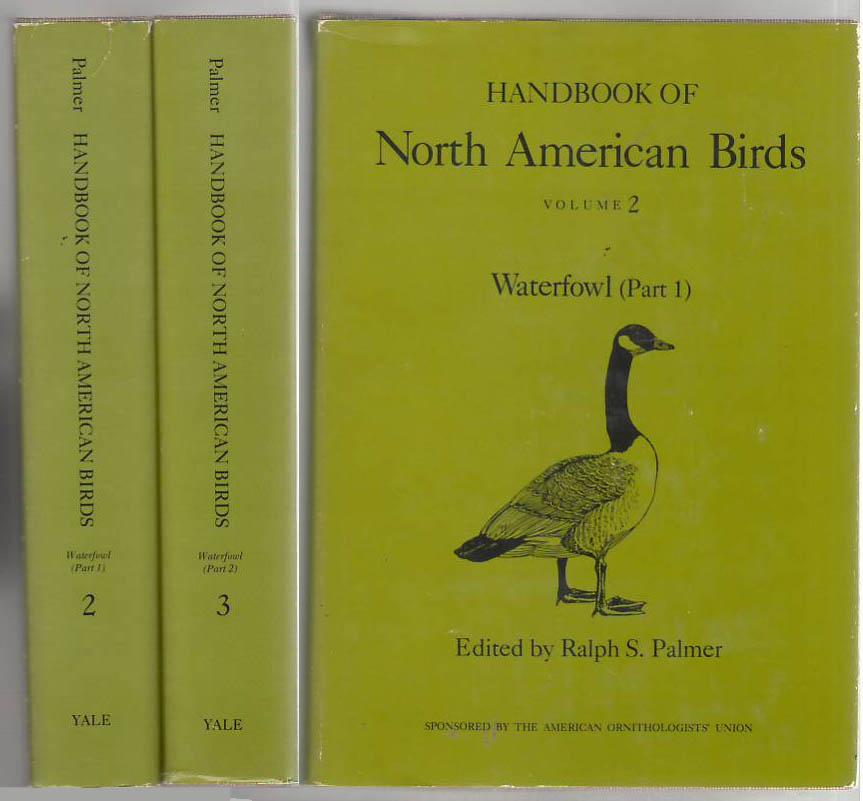 Palmer HANDBOOK OF NORTH AMERICAN BIRDS
Waterfowl
(Part 1)
2
YALE
Palmer HANDBOOK OF NORTH AMERICAN BIRDS
Waterfowl
(Part 2)
3
YALE
HANDBOOK OF
North American Birds
VOLUME 2
Waterfowl (Part 1)
Edited by Ralph S. Palmer
SPONSORED BY THE AMERICAN ORNITHOLOGISTS' UNION